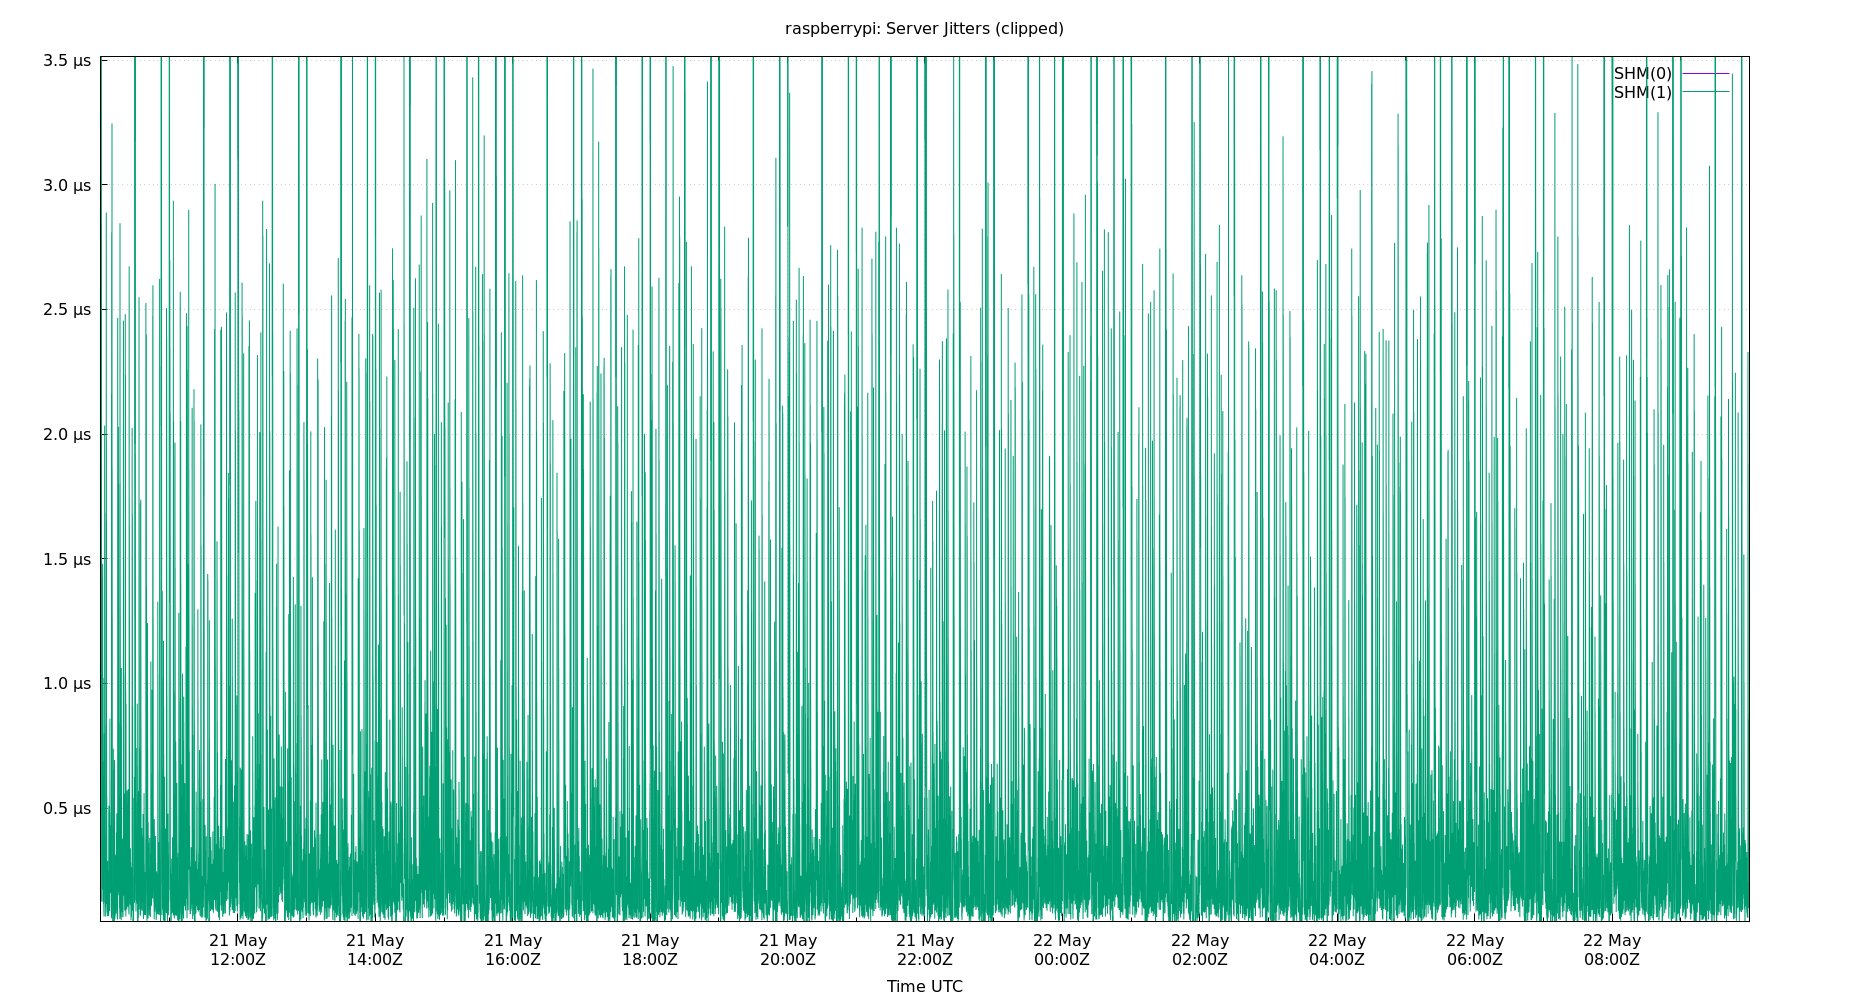 raspberrypi: Server Jitters (clipped)
3.5 μs
3.0 μs
2.5 μs
2.0 μs
1.5 μs
1.0 μs
0.5 μs
SHM(0)
SHM(1)
21 May 21 May 21 May 21 May 21 May 21 May 22 May 22 May 22 May 22 May 22 May
12:00Z 14:00Z 16:00Z 18:00Z 20:00Z 22:00Z 00:00Z 02:00Z 04:00Z 06:00Z 08:00Z
Time UTC